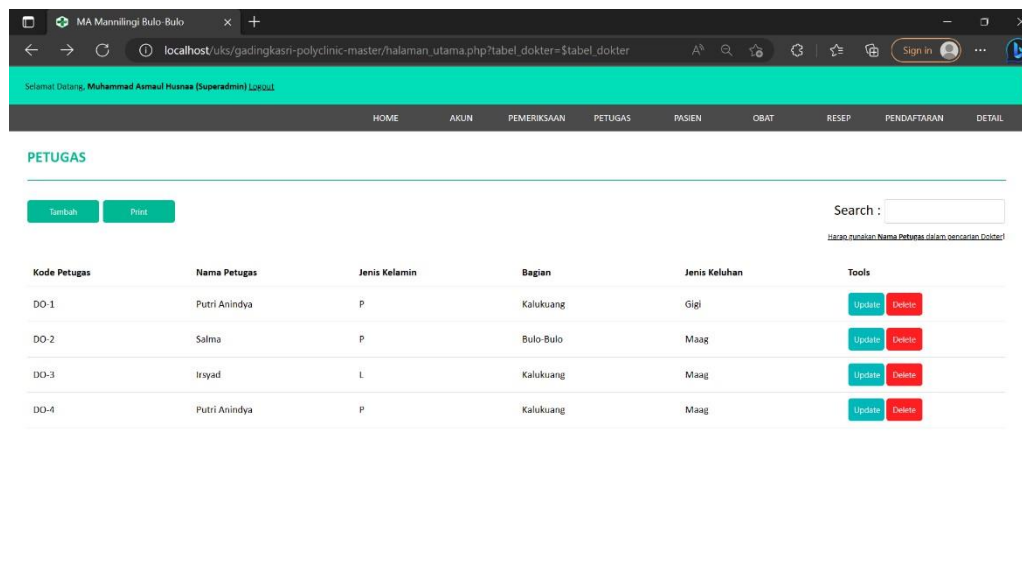 MA Mannilingi Bulo-Bulo
localhost/uks/gadingkasri-polyclinic-master/halaman_utama.php?tabel_dokter=$tabel_dokter
Sign in
Selamat Datang, Muhammad Asmaul Husnaa (Superadmin) Logout
HOME AKUN PEMERIKSAAN PETUGAS PASIEN OBAT RESEP PENDAFTARAN DETAIL
PETUGAS
Tambah Print Search :
Harap gunakan Nama Petugas dalam pencarian Dokter!
Kode Petugas Nama Petugas Jenis Kelamin Bagian Jenis Keluhan Tools
DO-1 Putri Anindya P Kalukuang Gigi Update Delete
DO-2 Salma P Bulo-Bulo Maag Update Delete
DO-3 Irsyad L Kalukuang Maag Update Delete
DO-4 Putri Anindya P Kalukuang Maag Update Delete